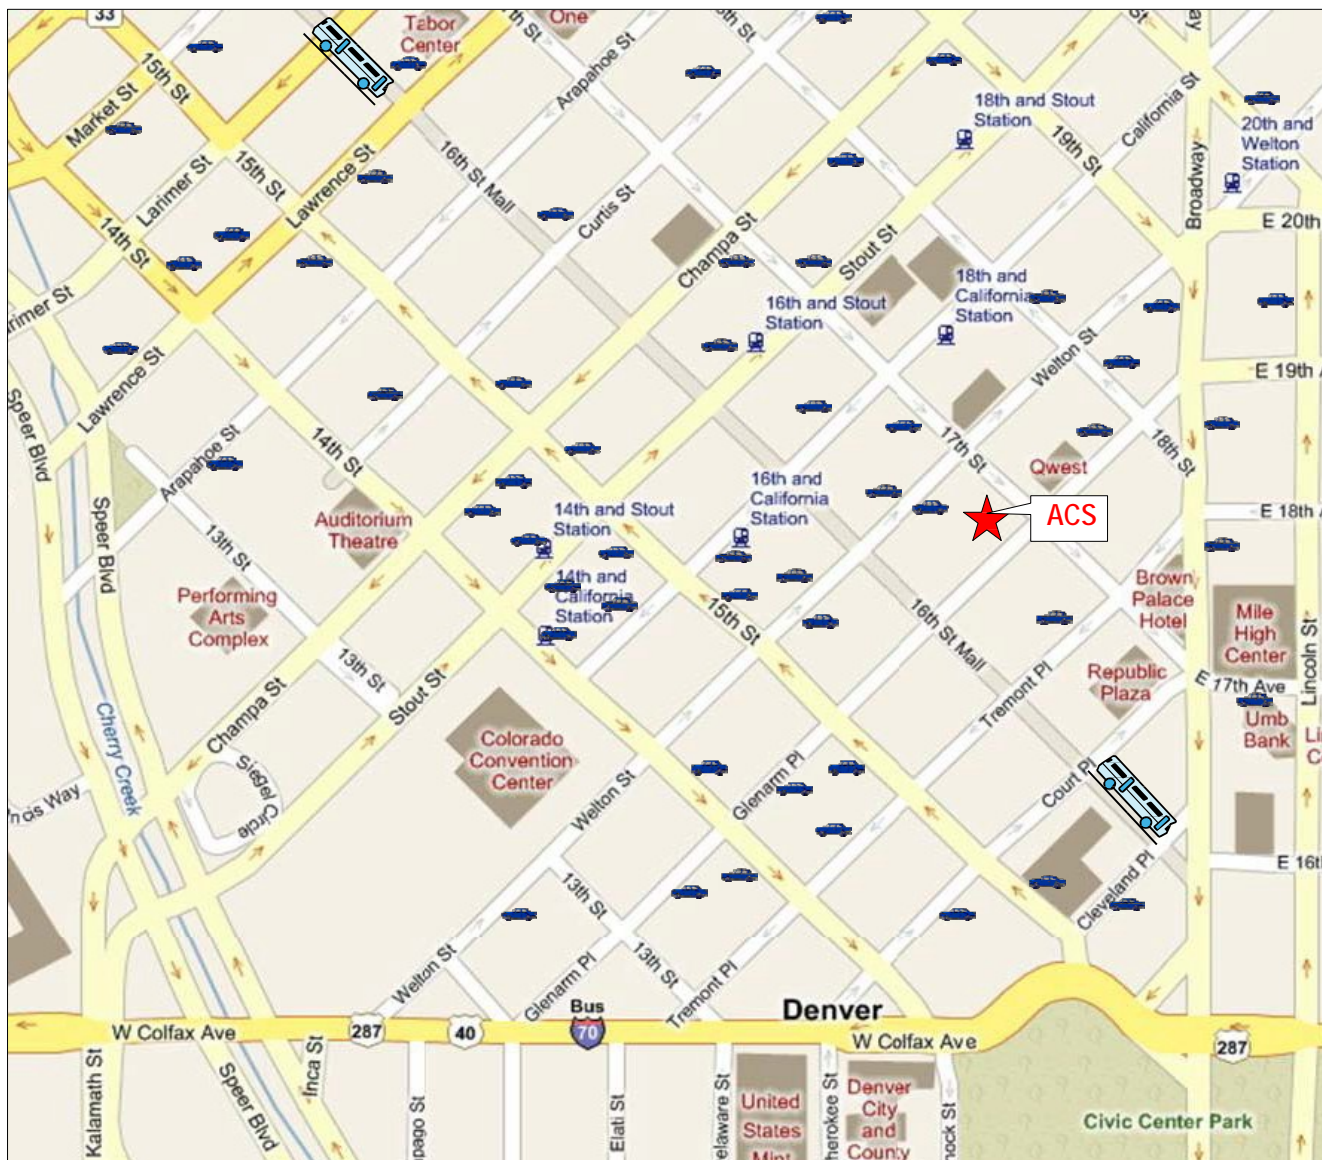 33
Tabor
Center
One
15th St
Market St
Arapahoe St
18th and Stout
Station
California St
20th and
Welton
Station
19th St
Larimer St
15th St
Lawrence St
16th St Mall
Curtis St
Broadway
E 20th
14th St
Champa St
Stout St
18th and
California
Station
16th and Stout
Station
Welton St
Lawrence St
E 19th
Speer Blvd
14th St
Arapahoe St
17th St
18th St
Qwest
16th and
California
Station
14th and Stout
Station
Auditorium
Theatre
ACS
E 18th
Speer Blvd
13th St
14th and
California
Station
Performing
Arts
Complex
Brown
Palace
Hotel
Mile
High
Center
15th St
16th St Mall
Lincoln St
13th St
Stout St
Republic
Plaza
E 17th Ave
Tremont Pl
Champa St
Umb
Bank
Cherry Creek
Colorado
Convention
Center
Siegel Circle
Glenarm Pl
Court Pl
Welton St
E 16th
Cleveland Pl
13th St
13th St
Welton St
Glenarm Pl
Tremont Pl
Denver
Bus
70
W Colfax Ave
287
40
W Colfax Ave
287
Inca St
Kalamath St
Speer Blvd
Elati St
United
States
Mint
Denver
City
and
County
Civic Center Park